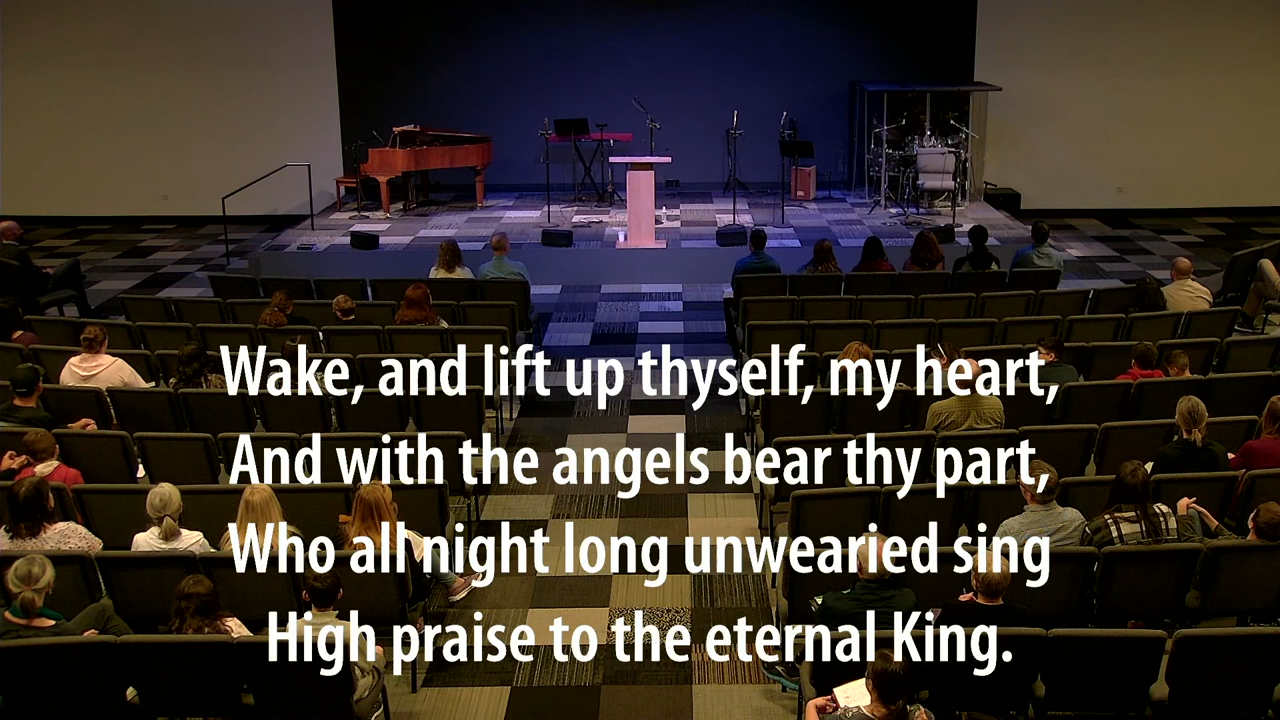 Wake, and lift up thyself, my heart,
And with the angels bear thy part,
Who all night long unwearied sing
High praise to the eternal King.